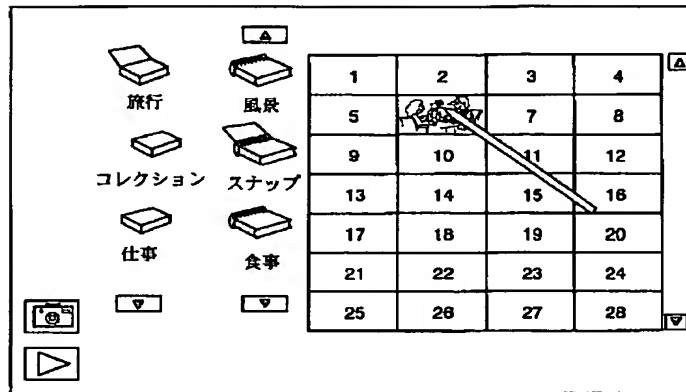 旅行
風景
コレクション
スナップ
仕事
食事
1 2 3 4
5 7 8
9 10 11 12
13 14 15 16
17 18 19 20
21 22 23 24
25 26 27 28